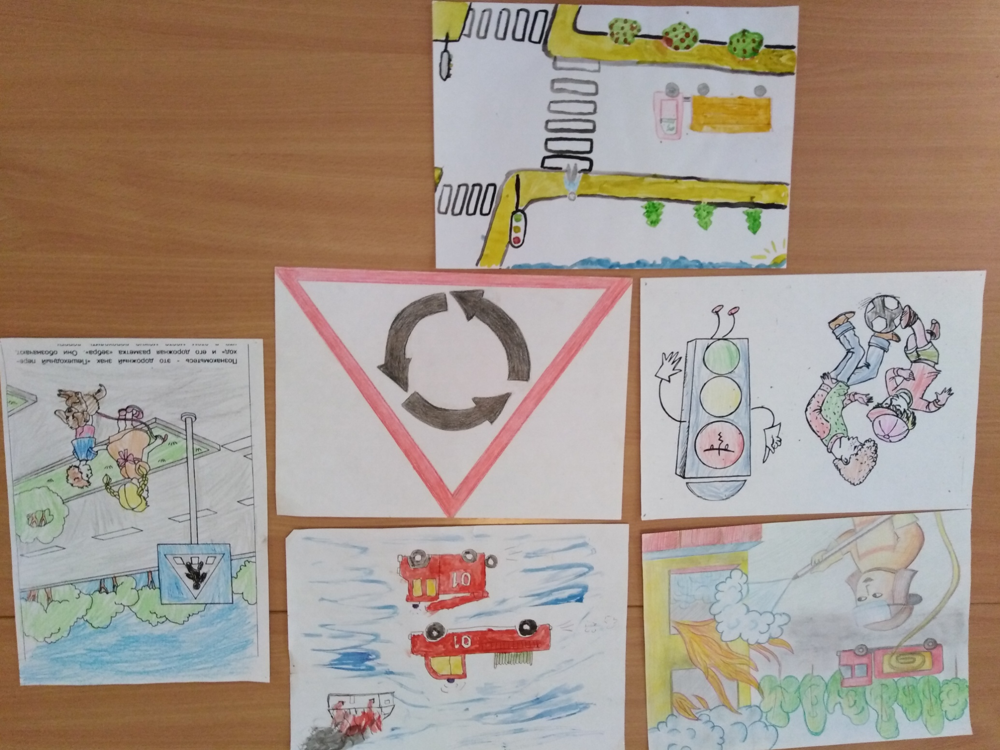 Познакомьтесь - это дорожный знак «Пешеходный пере-
ход» и его дорожная разметка «зебра». Они обозначают,
что в этом месте можно переходить дорогу.
01
01